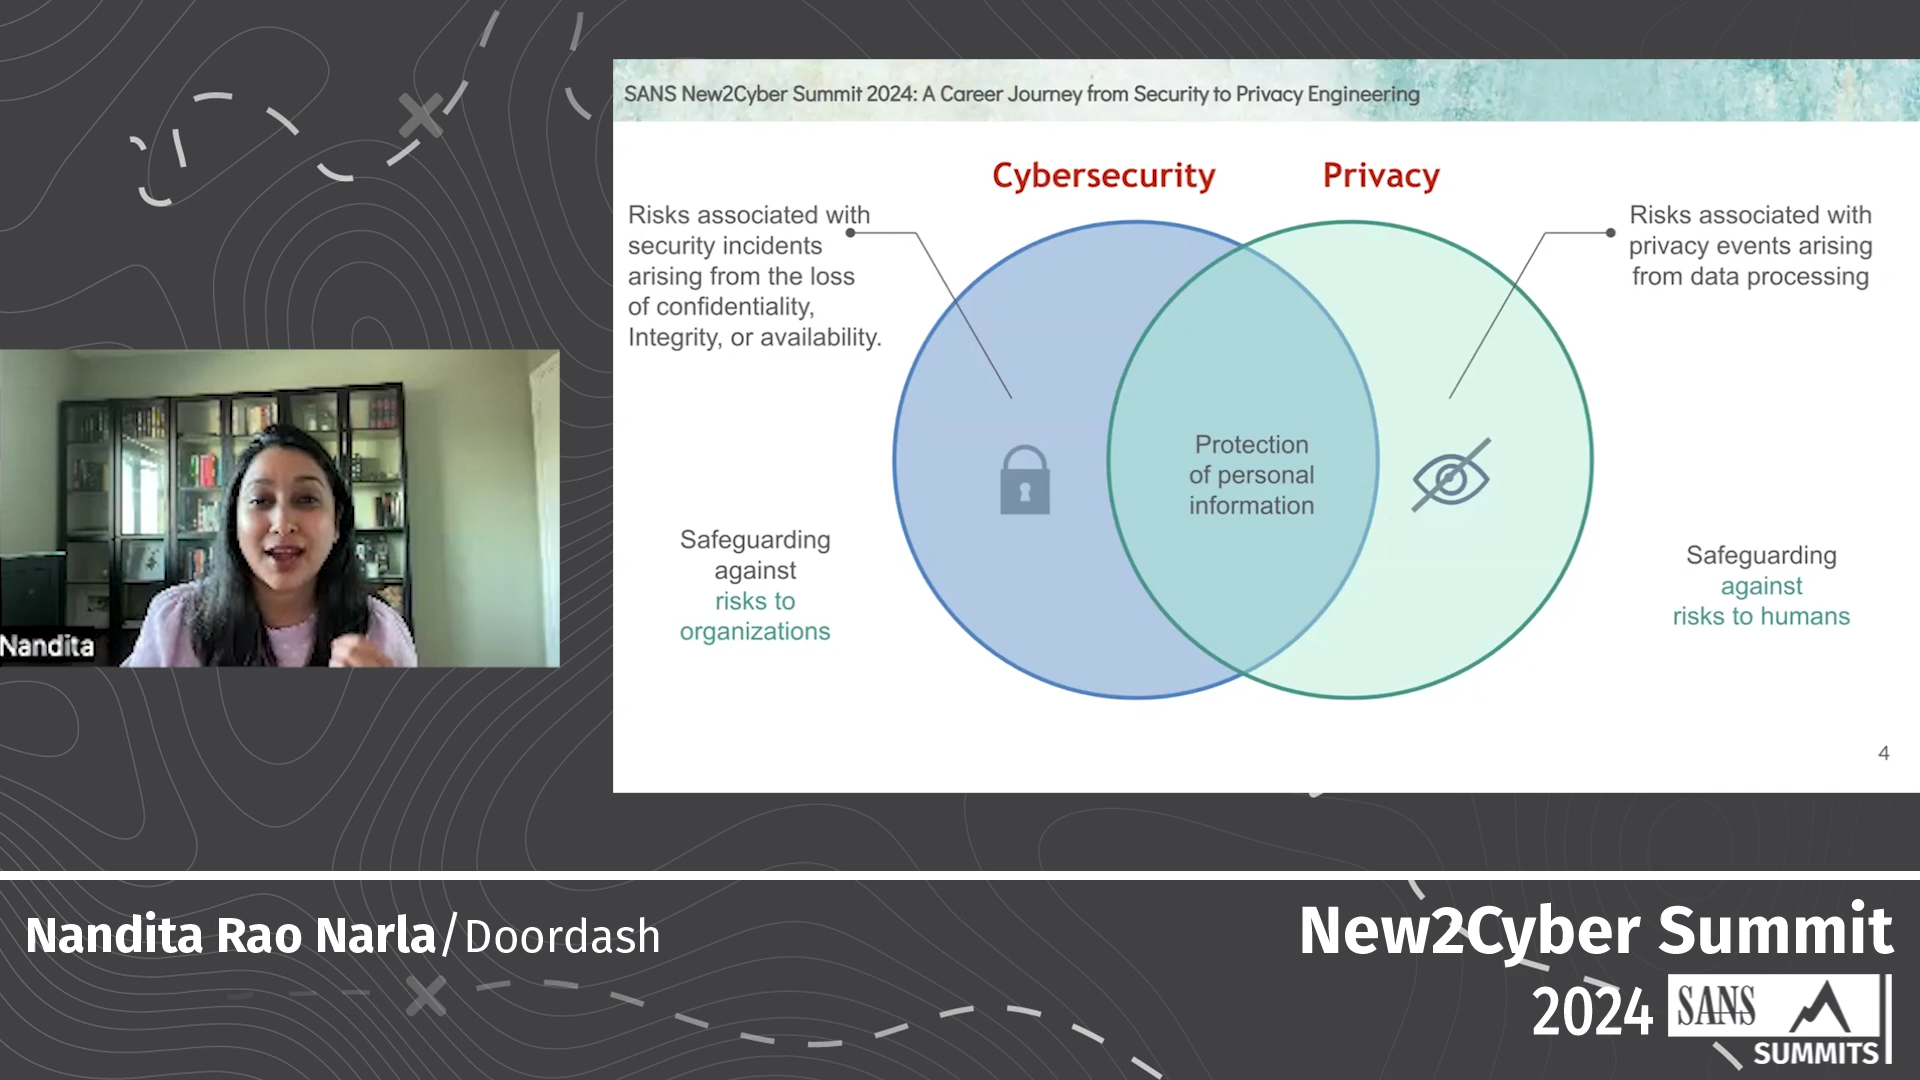 SANS New2Cyber Summit 2024: A Career Journey from Security to Privacy Engineering
Cybersecurity
Privacy
Risks associated with
security incidents
arising from the loss
of confidentiality,
Integrity, or availability.
Risks associated with
privacy events arising
from data processing
Protection
of personal
information
Safeguarding
against
risks to
organizations
Safeguarding
against
risks to humans
4
Nandita
Nandita Rao Narla/Doordash
New2Cyber Summit
2024
SANS
SUMMITS